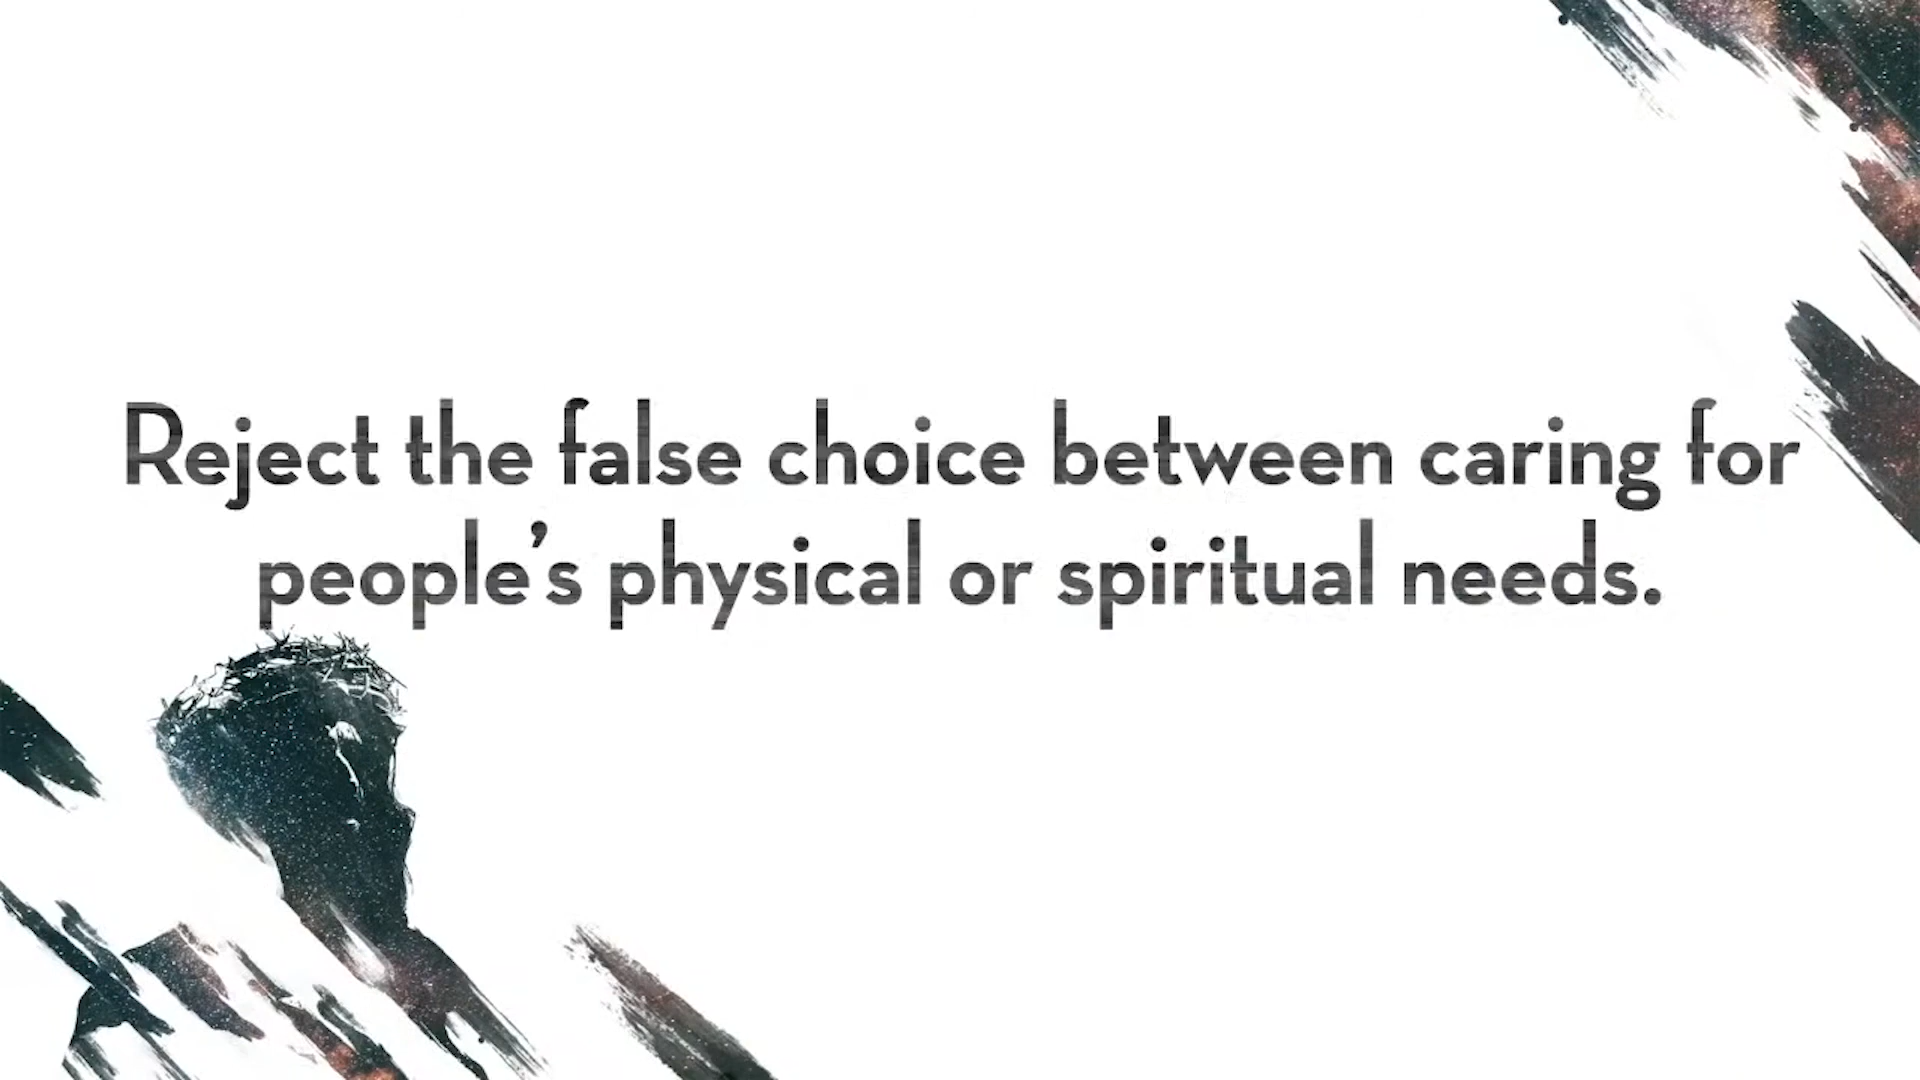 Reject the false choice between caring for
people’s physical or spiritual needs.